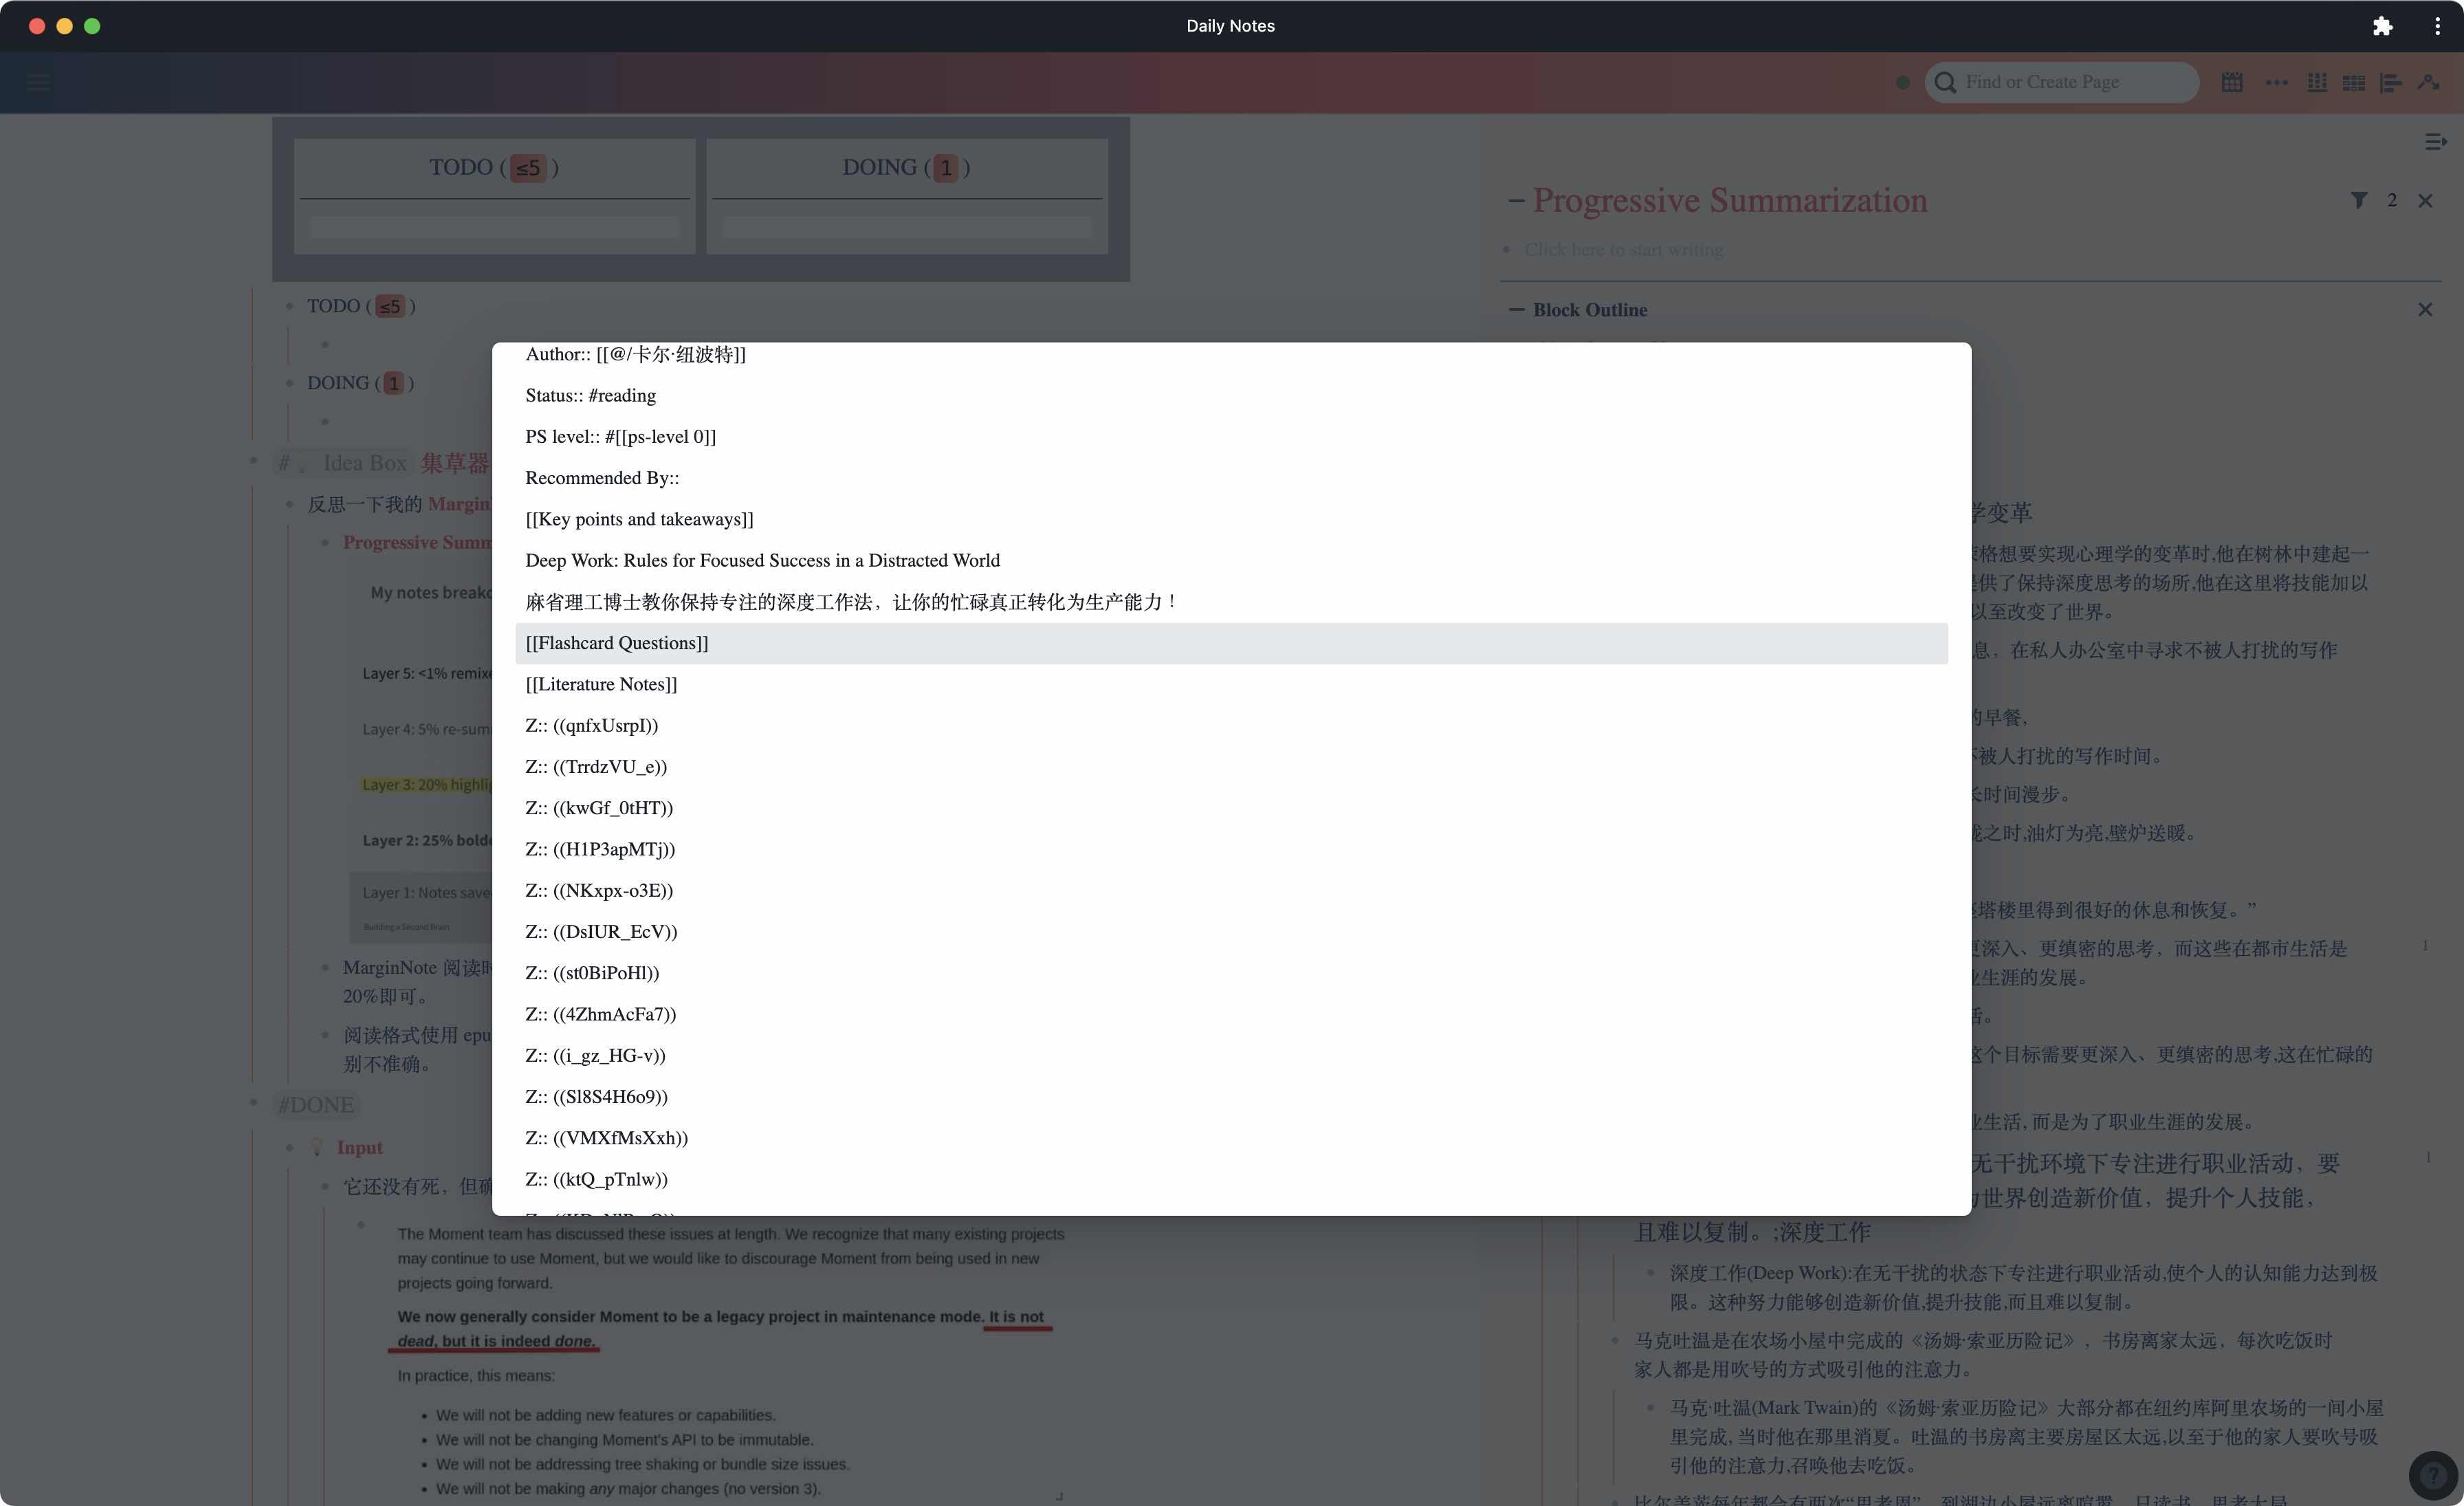 Daily Notes
Find or Create Page
TODO ( ≤5 )
DOING ( 1 )
TODO ( ≤5 )
DOING ( 1 )
# 。 Idea Box 集草器
反思一下我的 Margin
Progressive Summ
My notes breakd
Layer 5: <1% remixe
Layer 4: 5% re-sum
Layer 3: 20% highlig
Layer 2: 25% bolde
Layer 1: Notes save
Building a Second Brain
MarginNote 阅读时
20%即可。
阅读格式使用 epu
别不准确。
#DONE
Input
它还没有死，但确
The Moment team has discussed these issues at length. We recognize that many existing projects
may continue to use Moment, but we would like to discourage Moment from being used in new
projects going forward.
We now generally consider Moment to be a legacy project in maintenance mode. It is not
dead, but it is indeed done.
In practice, this means:
We will not be adding new features or capabilities.
We will not be changing Moment's API to be immutable.
We will not be addressing tree shaking or bundle size issues.
We will not be making any major changes (no version 3).
Author:: [[@/卡尔·纽波特]]
Status:: #reading
PS level:: #[[ps-level 0]]
Recommended By::
[[Key points and takeaways]]
Deep Work: Rules for Focused Success in a Distracted World
麻省理工博士教你保持专注的深度工作法，让你的忙碌真正转化为生产能力！
[[Flashcard Questions]]
[[Literature Notes]]
Z:: ((qnfxUsrpI))
Z:: ((TrrdzVU_e))
Z:: ((kwGf_0tHT))
Z:: ((H1P3apMTj))
Z:: ((NKxpx-o3E))
Z:: ((DsIUR_EcV))
Z:: ((st0BiPoHl))
Z:: ((4ZhmAcFa7))
Z:: ((i_gz_HG-v))
Z:: ((Sl8S4H6o9))
Z:: ((VMXfMsXxh))
Z:: ((ktQ_pTnlw))
Progressive Summarization
2
Click here to start writing
Block Outline
学变革
荣格想要实现心理学的变革时,他在树林中建起一
提供了保持深度思考的场所,他在这里将技能加以
以至改变了世界。
息，在私人办公室中寻求不被人打扰的写作
的早餐,
不被人打扰的写作时间。
长时间漫步。
拢之时,油灯为亮,壁炉送暖。
塔楼里得到很好的休息和恢复。”
更深入、更缜密的思考，而这些在都市生活是
1
业生涯的发展。
活。
这个目标需要更深入、更缜密的思考,这在忙碌的
业生活, 而是为了职业生涯的发展。
无干扰环境下专注进行职业活动，要
1
为世界创造新价值，提升个人技能，
且难以复制。;深度工作
深度工作(Deep Work):在无干扰的状态下专注进行职业活动,使个人的认知能力达到极
限。这种努力能够创造新价值,提升技能,而且难以复制。
马克吐温是在农场小屋中完成的《汤姆·索亚历险记》，书房离家太远，每次吃饭时
家人都是用吹号的方式吸引他的注意力。
马克·吐温(Mark Twain)的《汤姆·索亚历险记》大部分都在纽约库阿里农场的一间小屋
里完成, 当时他在那里消夏。吐温的书房离主要房屋区太远,以至于他的家人要吹号吸
引他的注意力,召唤他去吃饭。
?